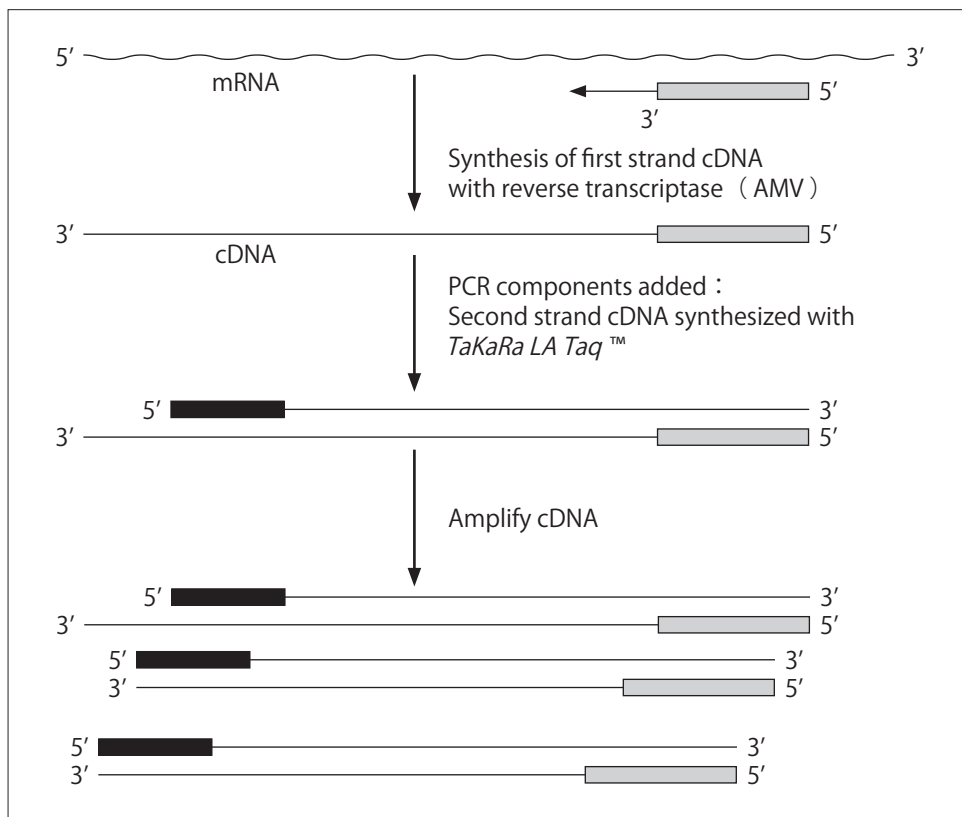 5′ 3′
mRNA 5′
3′
Synthesis of first strand cDNA
with reverse transcriptase （ AMV ）
3′ 5′
cDNA
PCR components added：
Second strand cDNA synthesized with
TaKaRa LA Taq ™
5′ 3′
3′ 5′
Amplify cDNA
5′ 3′
3′ 5′
5′ 3′
3′ 5′
5′ 3′
3′ 5′